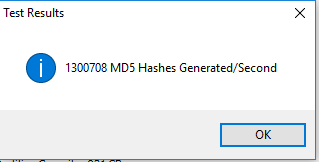 Test Results
1300708 MD5 Hashes Generated/Second
OK